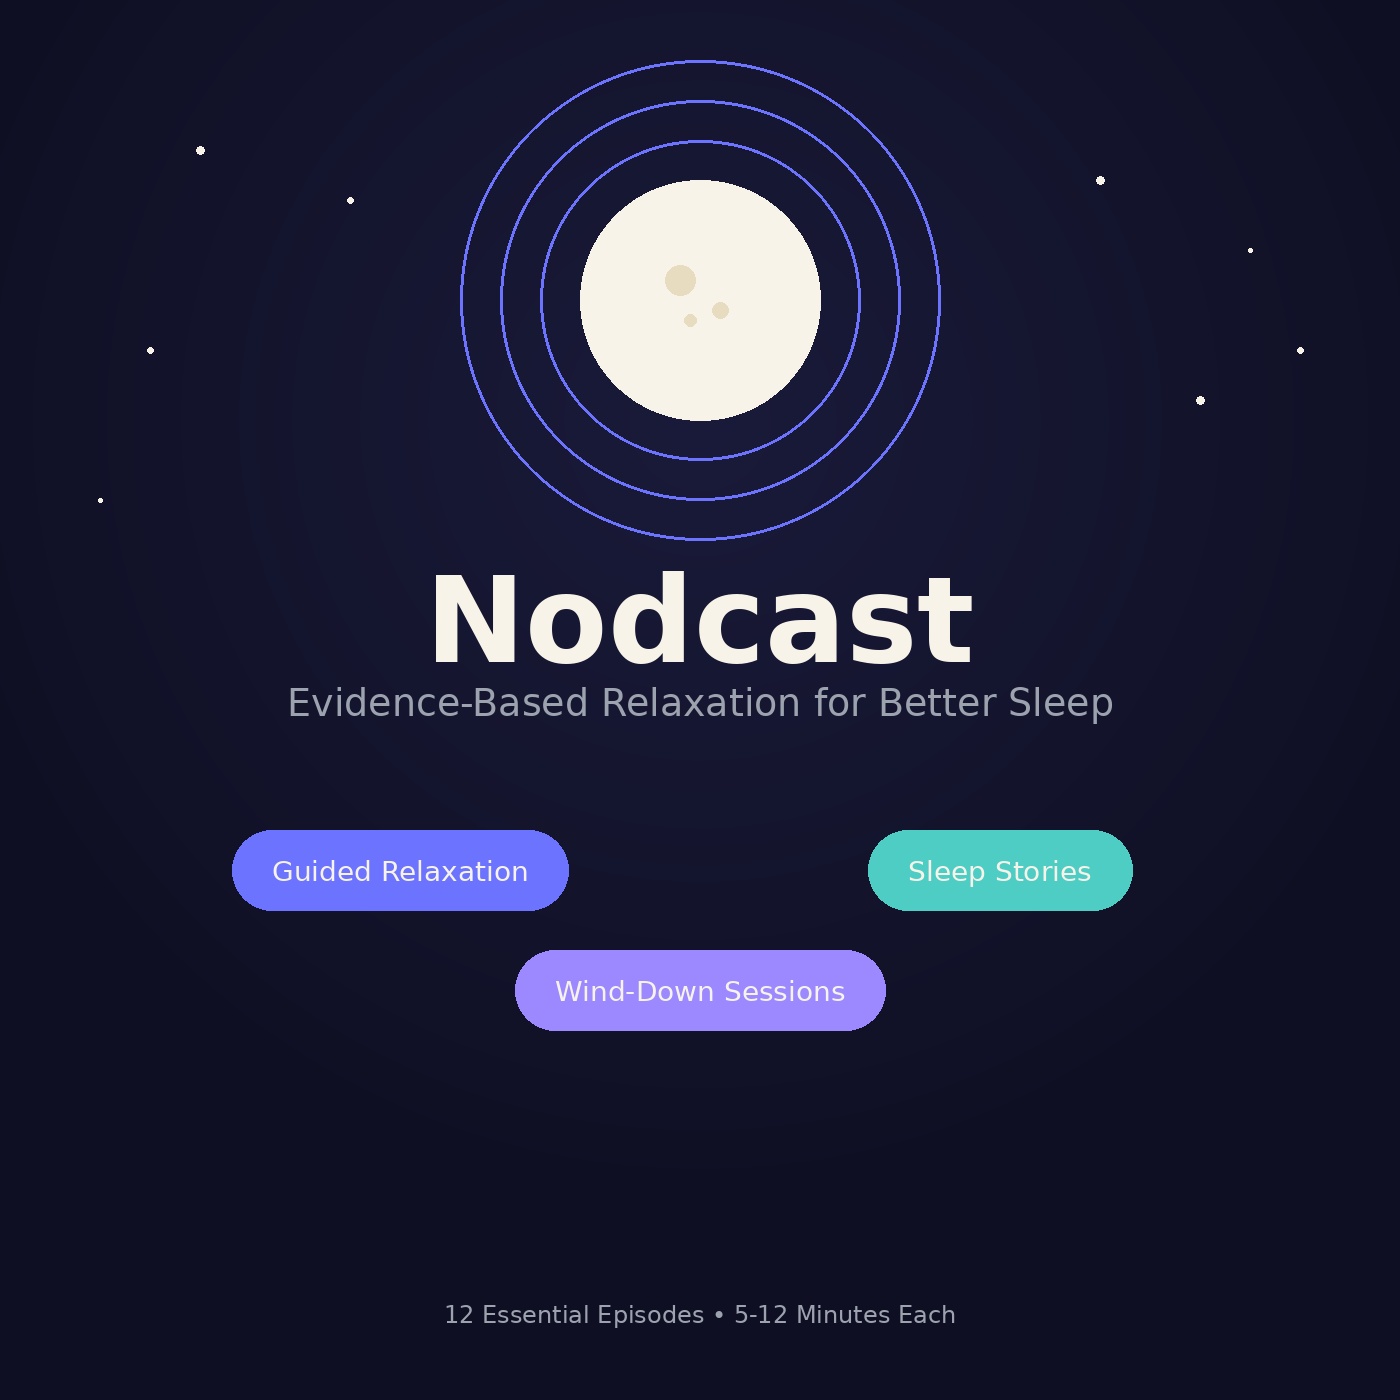 Nodcast
Evidence-Based Relaxation for Better Sleep
Guided Relaxation
Sleep Stories
Wind-Down Sessions
12 Essential Episodes • 5-12 Minutes Each